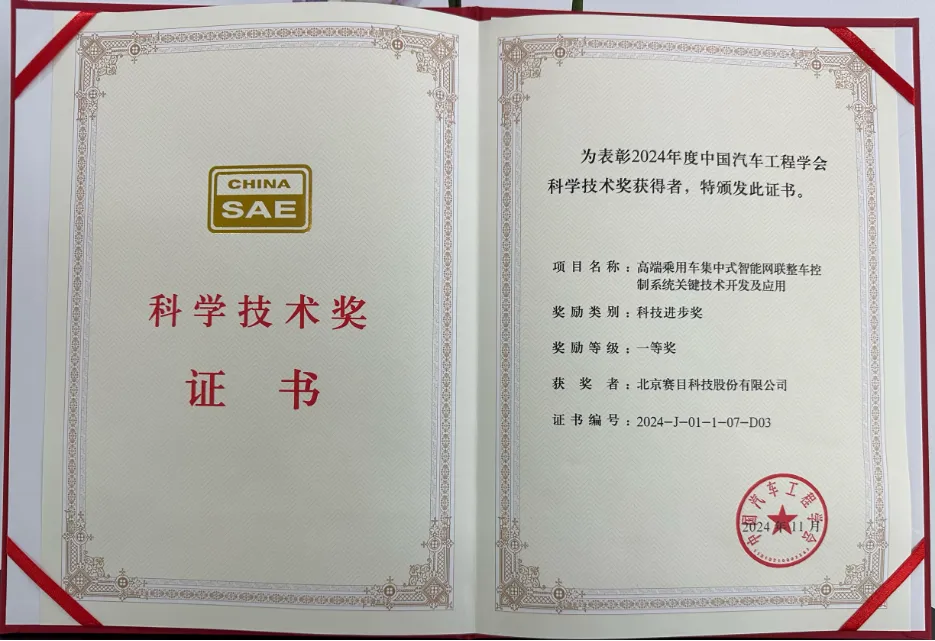 CHINA
SAE
科学技术奖
证书
为表彰2024年度中国汽车工程学会
科学技术奖获得者，特颁发此证书。
项目名称：高端乘用车集中式智能网联整车控
制系统关键技术开发及应用
奖励类别：科技进步奖
奖励等级：一等奖
获奖者：北京赛目科技股份有限公司
证书编号：2024-J-01-1-07-D03
中国汽车工程学会
2024年11月